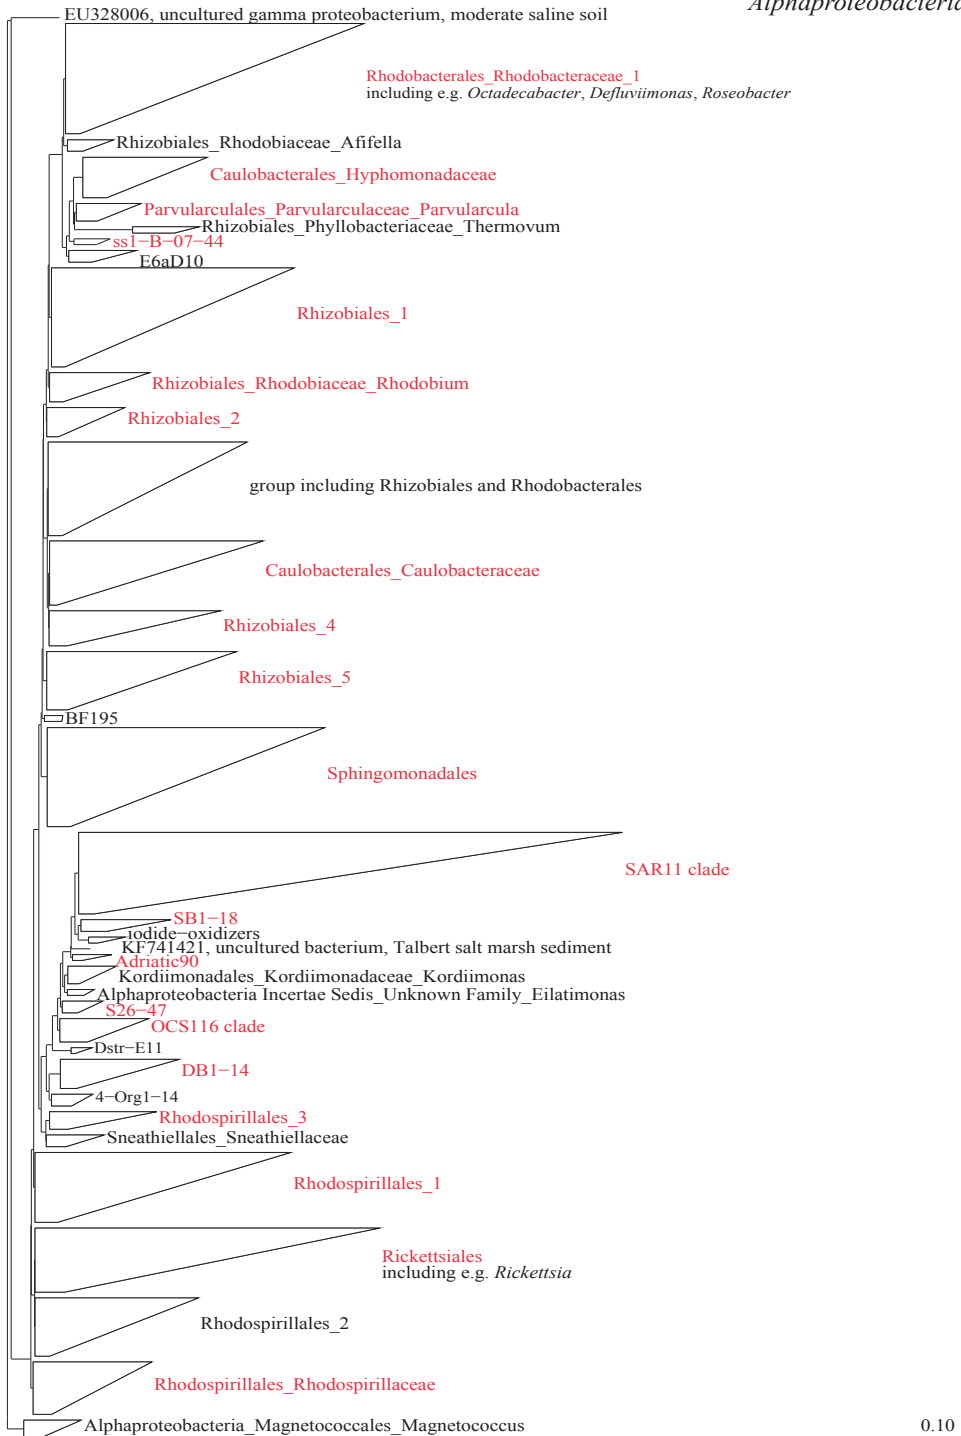 Alphaproteobacteria
EU328006, uncultured gamma proteobacterium, moderate saline soil
Rhodobacterales_Rhodobacteraceae_1
including e.g. Octadecabacter, Defluviimonas, Roseobacter
Rhizobiales_Rhodobiaceae_Afifella
Caulobacterales_Hyphomonadaceae
Parvularculales_Parvularculaceae_Parvularcula
Rhizobiales_Phyllobacteriaceae_Thermovum
ss1−B−07−44
E6aD10
Rhizobiales_1
Rhizobiales_Rhodobiaceae_Rhodobium
Rhizobiales_2
group including Rhizobiales and Rhodobacterales
Caulobacterales_Caulobacteraceae
Rhizobiales_4
Rhizobiales_5
BF195
Sphingomonadales
SAR11 clade
SB1−18
iodide−oxidizers
KF741421, uncultured bacterium, Talbert salt marsh sediment
Adriatic90
Kordiimonadales_Kordiimonadaceae_Kordiimonas
Alphaproteobacteria Incertae Sedis_Unknown Family_Eilatimonas
S26−47
OCS116 clade
Dstr−E11
DB1−14
4−Org1−14
Rhodospirillales_3
Sneathiellales_Sneathiellaceae
Rhodospirillales_1
Rickettsiales
including e.g. Rickettsia
Rhodospirillales_2
Rhodospirillales_Rhodospirillaceae
Alphaproteobacteria_Magnetococcales_Magnetococcus
0.10